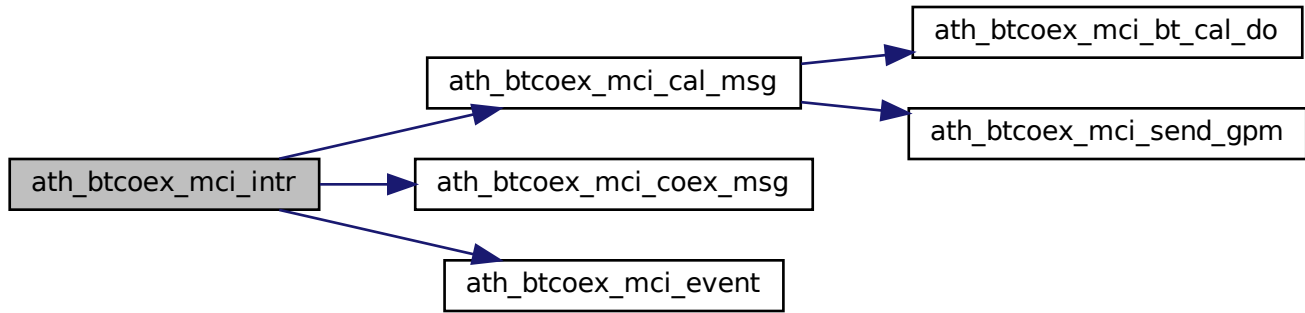 ath_btcoex_mci_bt_cal_do
ath_btcoex_mci_cal_msg
ath_btcoex_mci_send_gpm
ath_btcoex_mci_intr
ath_btcoex_mci_coex_msg
ath_btcoex_mci_event